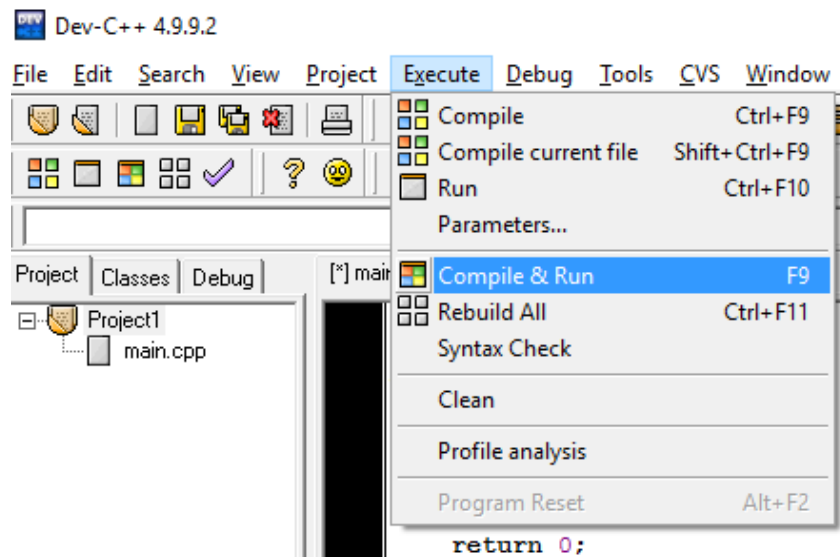 Dev-C++ 4.9.9.2
File Edit Search View Project Execute Debug Tools CVS Window
Compile Ctrl+F9
Compile current file Shift+Ctrl+F9
Run Ctrl+F10
Parameters...
Project Classes Debug [*] mai
Compile & Run F9
Project1
Rebuild All Ctrl+F11
main.cpp
Syntax Check
Clean
Profile analysis
Program Reset Alt+F2
return 0;